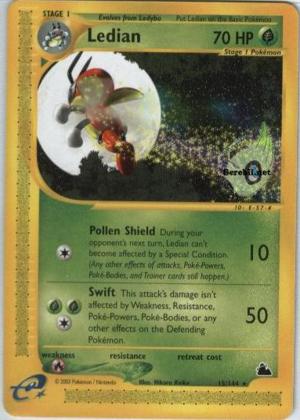 STAGE 1
Evolves from Ledyba
Put Ledian on the Basic Pokémon
Ledian
70 HP
Stage 1 Pokémon
Serebii.net
Pollen Shield During your
opponent's next turn, Ledian can't
become affected by a Special Condition.
(Any other effects of attacks, Poké-Powers,
Poké-Bodies, and Trainer cards still happen.)
10
Swift This attack's damage isn't
affected by Weakness, Resistance,
Poké-Powers, Poké-Bodies, or any
other effects on the Defending
Pokémon.
50
weakness
resistance
retreat cost
e
©2003 Pokémon / Nintendo
Illus. Hikaru Koike
15/144 ★